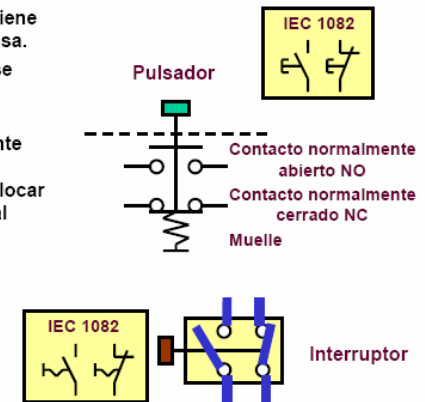 iene
sa.
se
nte
locar
al
IEC 1082
Pulsador
Contacto normalmente
abierto NO
Contacto normalmente
cerrado NC
Muelle
IEC 1082
Interruptor